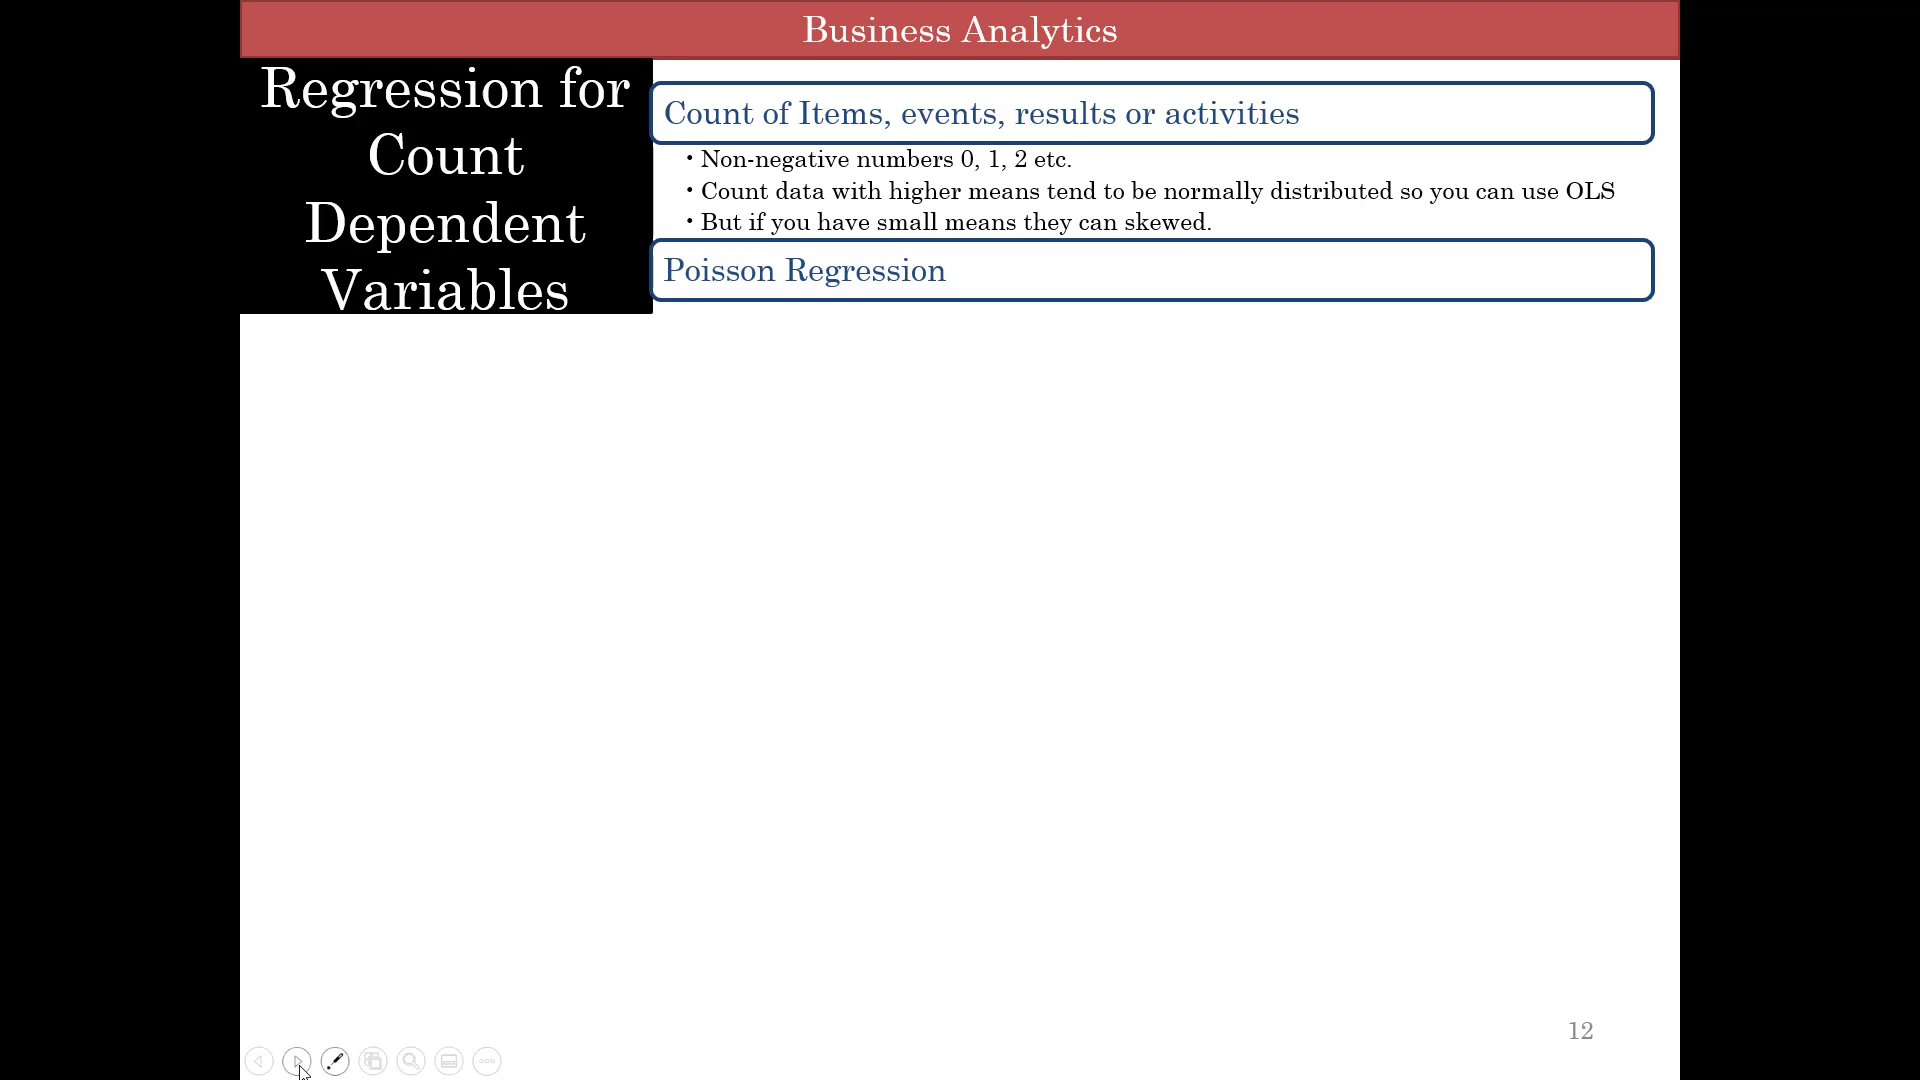 Business Analytics
Regression for
Count
Dependent
Variables
Count of Items, events, results or activities
• Non-negative numbers 0, 1, 2 etc.
• Count data with higher means tend to be normally distributed so you can use OLS
• But if you have small means they can skewed.
Poisson Regression
12